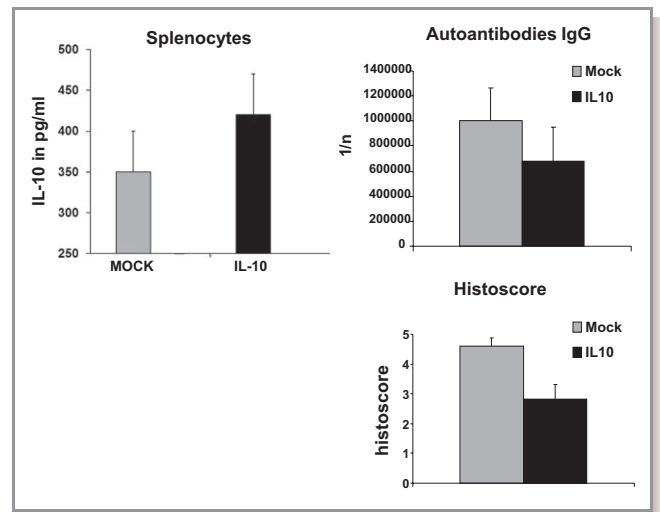 Splenocytes
IL-10 in pg/ml
500
450
400
350
300
250
MOCK IL-10
Autoantibodies IgG
1/n
1400000
1200000
1000000
800000
600000
400000
200000
0
Mock
IL10
Histoscore
histoscore
5
4
3
2
1
0
Mock
IL10